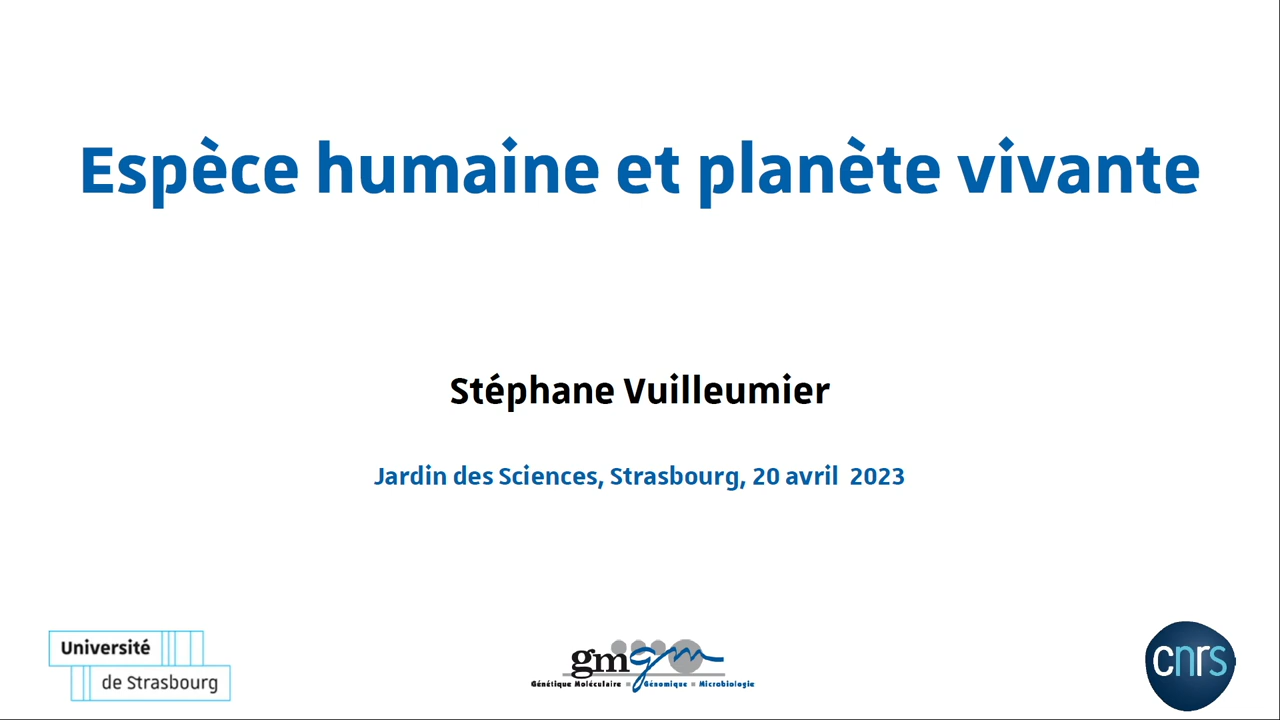 Espèce humaine et planète vivante
Stéphane Vuilleumier
Jardin des Sciences, Strasbourg, 20 avril 2023
Université
de Strasbourg
gmgm
Génétique Moléculaire Génomique Microbiologie
cnrs